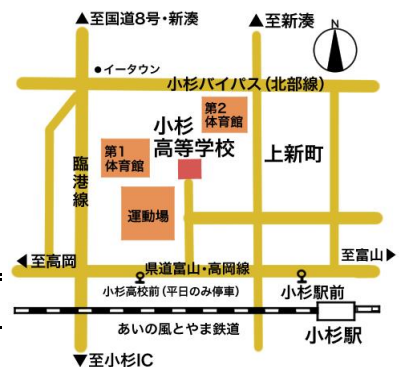 ▲至国道8号・新湊
▲至新湊
N
●イータウン
小杉バイパス(北部線)
第2
体育館
小杉
高等学校
第1
体育館
上新町
臨港線
運動場
◀至高岡
県道富山・高岡線
至富山▶
小杉高校前(平日のみ停車)
小杉駅前
あいの風とやま鉄道
小杉駅
▼至小杉IC